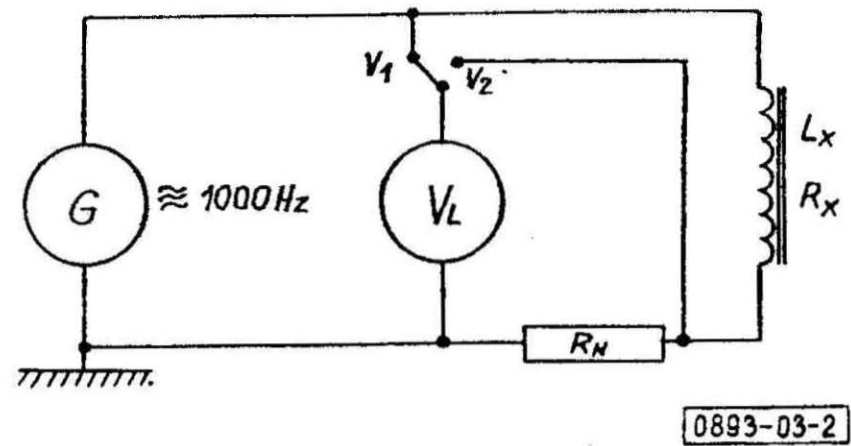 V1
V2
G
≋ 1000Hz
VL
LX
RX
RN
0893-03-2